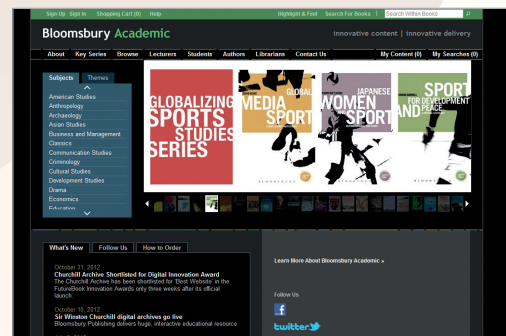 Sign Up Sign In Shopping Cart (0) Help Highlight & Find Search For Books | Search Within Books
Bloomsbury Academic
Innovative content | Innovative delivery
About Key Series Browse Lecturers Students Authors Librarians Contact Us My Content (0) My Searches (0)
Subjects Themes
American Studies
Anthropology
Archaeology
Asian Studies
Business and Management
Classics
Communication Studies
Criminology
Cultural Studies
Development Studies
Drama
Economics
Education
GLOBALIZING
SPORTS
STUDIES
SERIES
GLOBAL
MEDIA
SPORT
JAPANESE
WOMEN
AND
SPORT
SPORT
FOR DEVELOPMENT
AND PEACE
BLOOMSBURY
What's New Follow Us How to Order
October 31, 2012
Churchill Archive Shortlisted for Digital Innovation Award
The Churchill Archive has been shortlisted for 'Best Website' in the
FutureBook Innovation Awards only three weeks after its official
launch.
October 10, 2012
Sir Winston Churchill digital archives go live
Bloomsbury Publishing delivers huge, interactive educational resource
Learn More About Bloomsbury Academic »
Follow Us
f
twitter